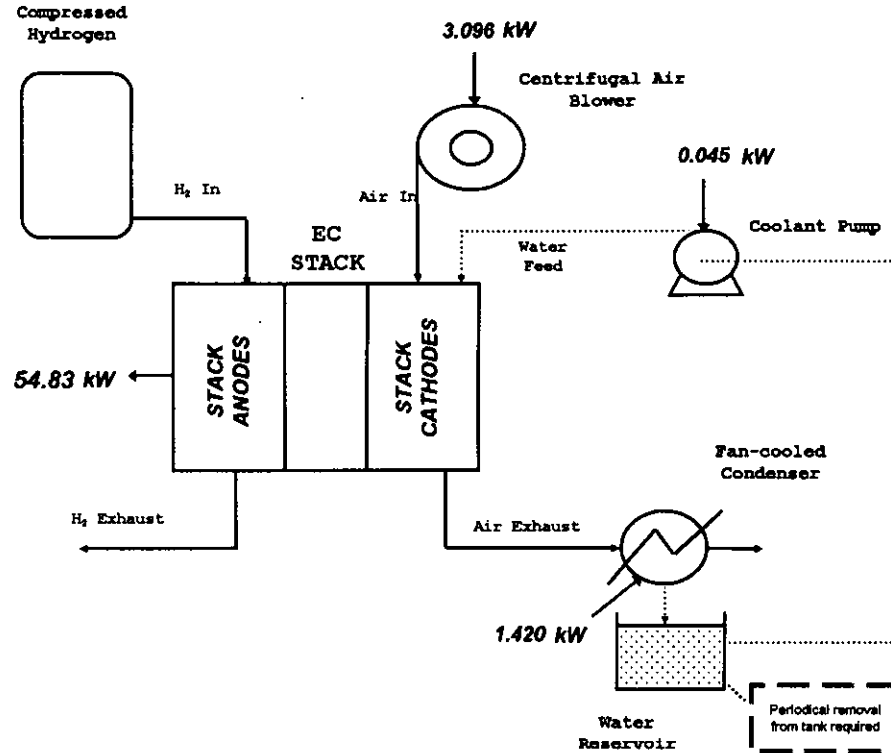 Compressed
Hydrogen
3.096 kW
Centrifugal Air
Blower
0.045 kW
H₂ In
Air In
Coolant Pump
EC
STACK
Water
Feed
STACK
ANODES
STACK
CATHODES
54.83 kW
Fan-cooled
Condenser
H₂ Exhaust
Air Exhaust
1.420 kW
Periodical removal
from tank required
Water
Reservoir